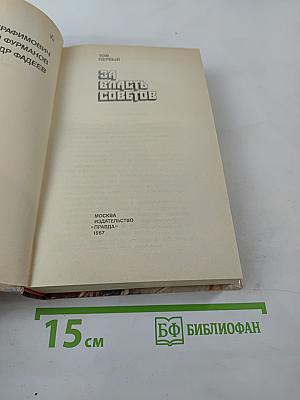 РАФИМОВИЧ
ФУРМАНОВ
ДР ФАДЕЕВ
ТОМ
ПЕРВЫЙ
ЗА
ВЛАСТЬ
СОВЕТОВ
МОСКВА
ИЗДАТЕЛЬСТВО
«ПРАВДА»
1987
15 см
БФ БИБЛИОФАН